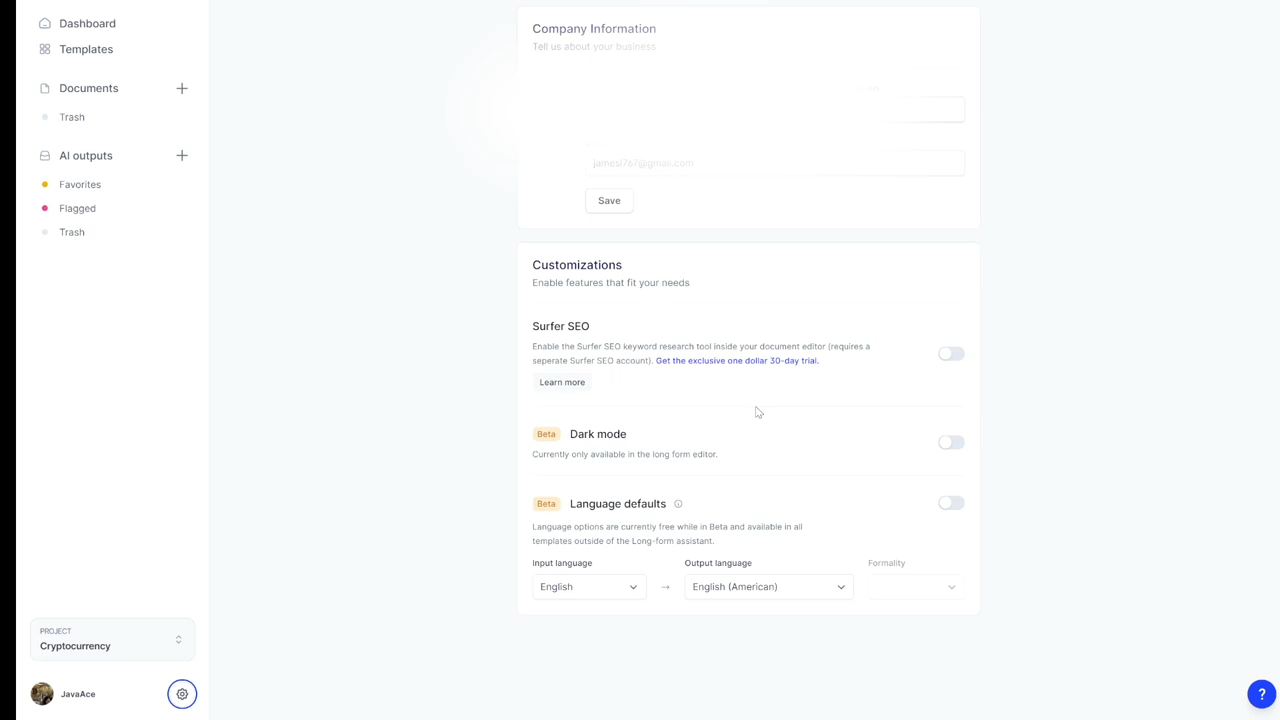 Dashboard
Templates
Documents
Trash
AI outputs
Favorites
Flagged
Trash
PROJECT
Cryptocurrency
JavaAce
Company Information
Tell us about your business
Save
Customizations
Enable features that fit your needs
Surfer SEO
Enable the Surfer SEO keyword research tool inside your document editor (requires a
seperate Surfer SEO account). Get the exclusive one dollar 30-day trial.
Learn more
Beta Dark mode
Currently only available in the long form editor.
Beta Language defaults
Language options are currently free while in Beta and available in all
templates outside of the Long-form assistant.
Input language Output language Formality
English → English (American)
?